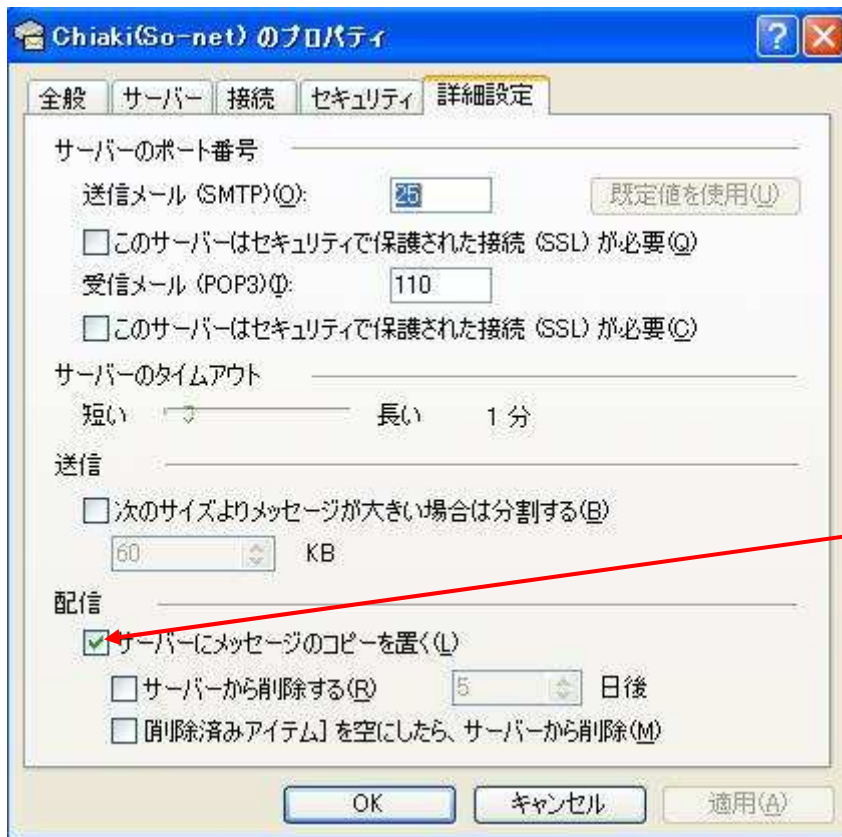 Chiaki(So-net) のプロパティ
全般 サーバー 接続 セキュリティ 詳細設定
サーバーのポート番号
送信メール (SMTP)(O): 25 既定値を使用(U)
このサーバーはセキュリティで保護された接続 (SSL) が必要(Q)
受信メール (POP3)(I): 110
このサーバーはセキュリティで保護された接続 (SSL) が必要(C)
サーバーのタイムアウト
短い 長い 1 分
送信
次のサイズよりメッセージが大きい場合は分割する(B)
60 KB
配信
サーバーにメッセージのコピーを置く(L)
サーバーから削除する(R) 5 日後
[削除済みアイテム] を空にしたら、サーバーから削除(M)
OK キャンセル 適用(A)